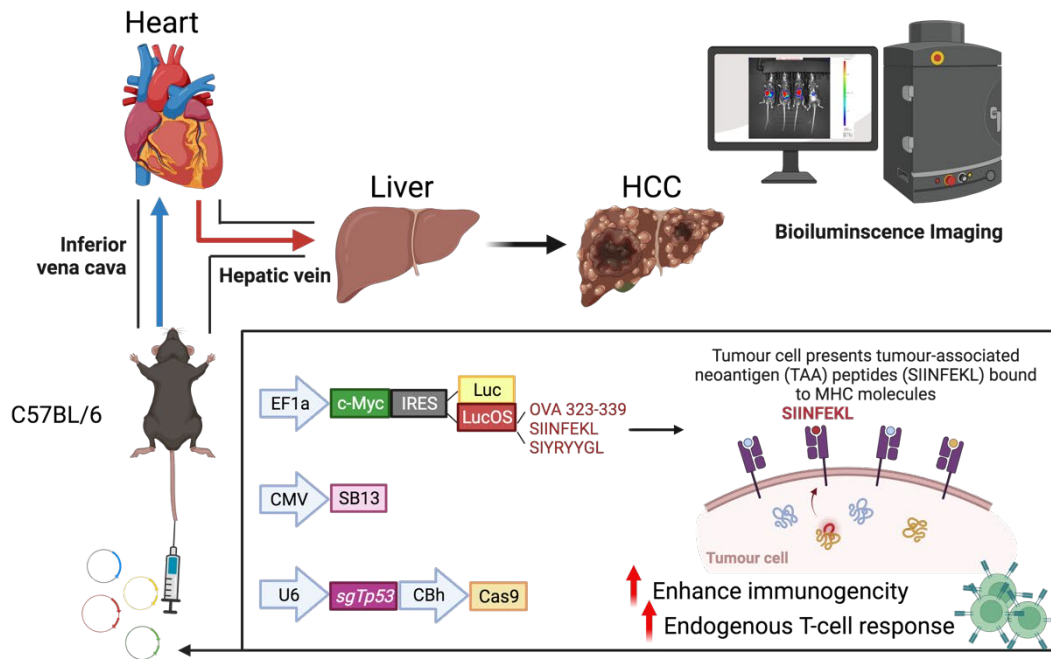 Heart
Liver
HCC
Bioiluminscence Imaging
Inferior
vena cava
Hepatic vein
C57BL/6
EF1a
c-Myc
IRES
Luc
LucOS
OVA 323-339
SIINFEKL
SIYRYYGL
CMV
SB13
U6
sgTp53
CBh
Cas9
Tumour cell presents tumour-associated
neoantigen (TAA) peptides (SIINFEKL) bound
to MHC molecules
SIINFEKL
Tumour cell
Enhance immunogencity
Endogenous T-cell response